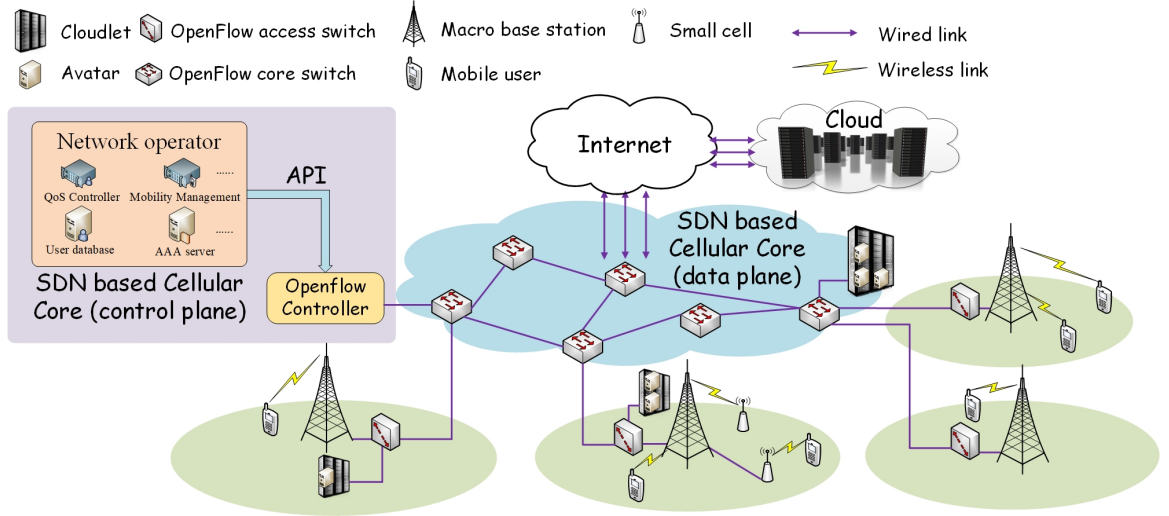 Cloudlet
OpenFlow access switch
Macro base station
Small cell
Wired link
Avatar
OpenFlow core switch
Mobile user
Wireless link
Network operator
QoS Controller
Mobility Management
......
User database
AAA server
......
API
SDN based Cellular
Core (control plane)
Openflow
Controller
Internet
Cloud
SDN based
Cellular Core
(data plane)